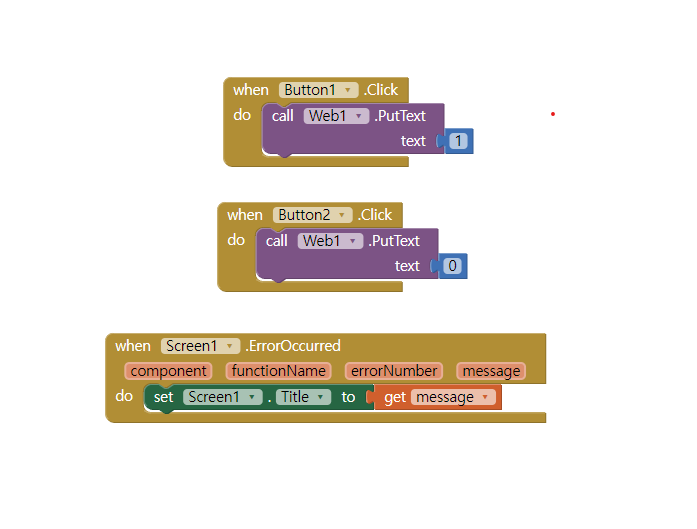 when Button1 .Click
do call Web1 .PutText
text 1
when Button2 .Click
do call Web1 .PutText
text 0
when Screen1 .ErrorOccurred
component functionName errorNumber message
do set Screen1 . Title to get message